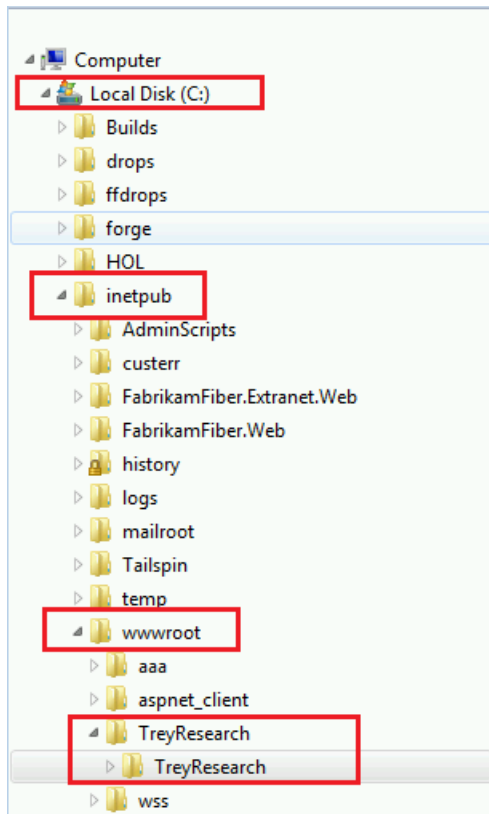 Computer
Local Disk (C:)
Builds
drops
ffdrops
forge
HOL
inetpub
AdminScripts
custerr
FabrikamFiber.Extranet.Web
FabrikamFiber.Web
history
logs
mailroot
Tailspin
temp
wwwroot
aaa
aspnet_client
TreyResearch
TreyResearch
wss